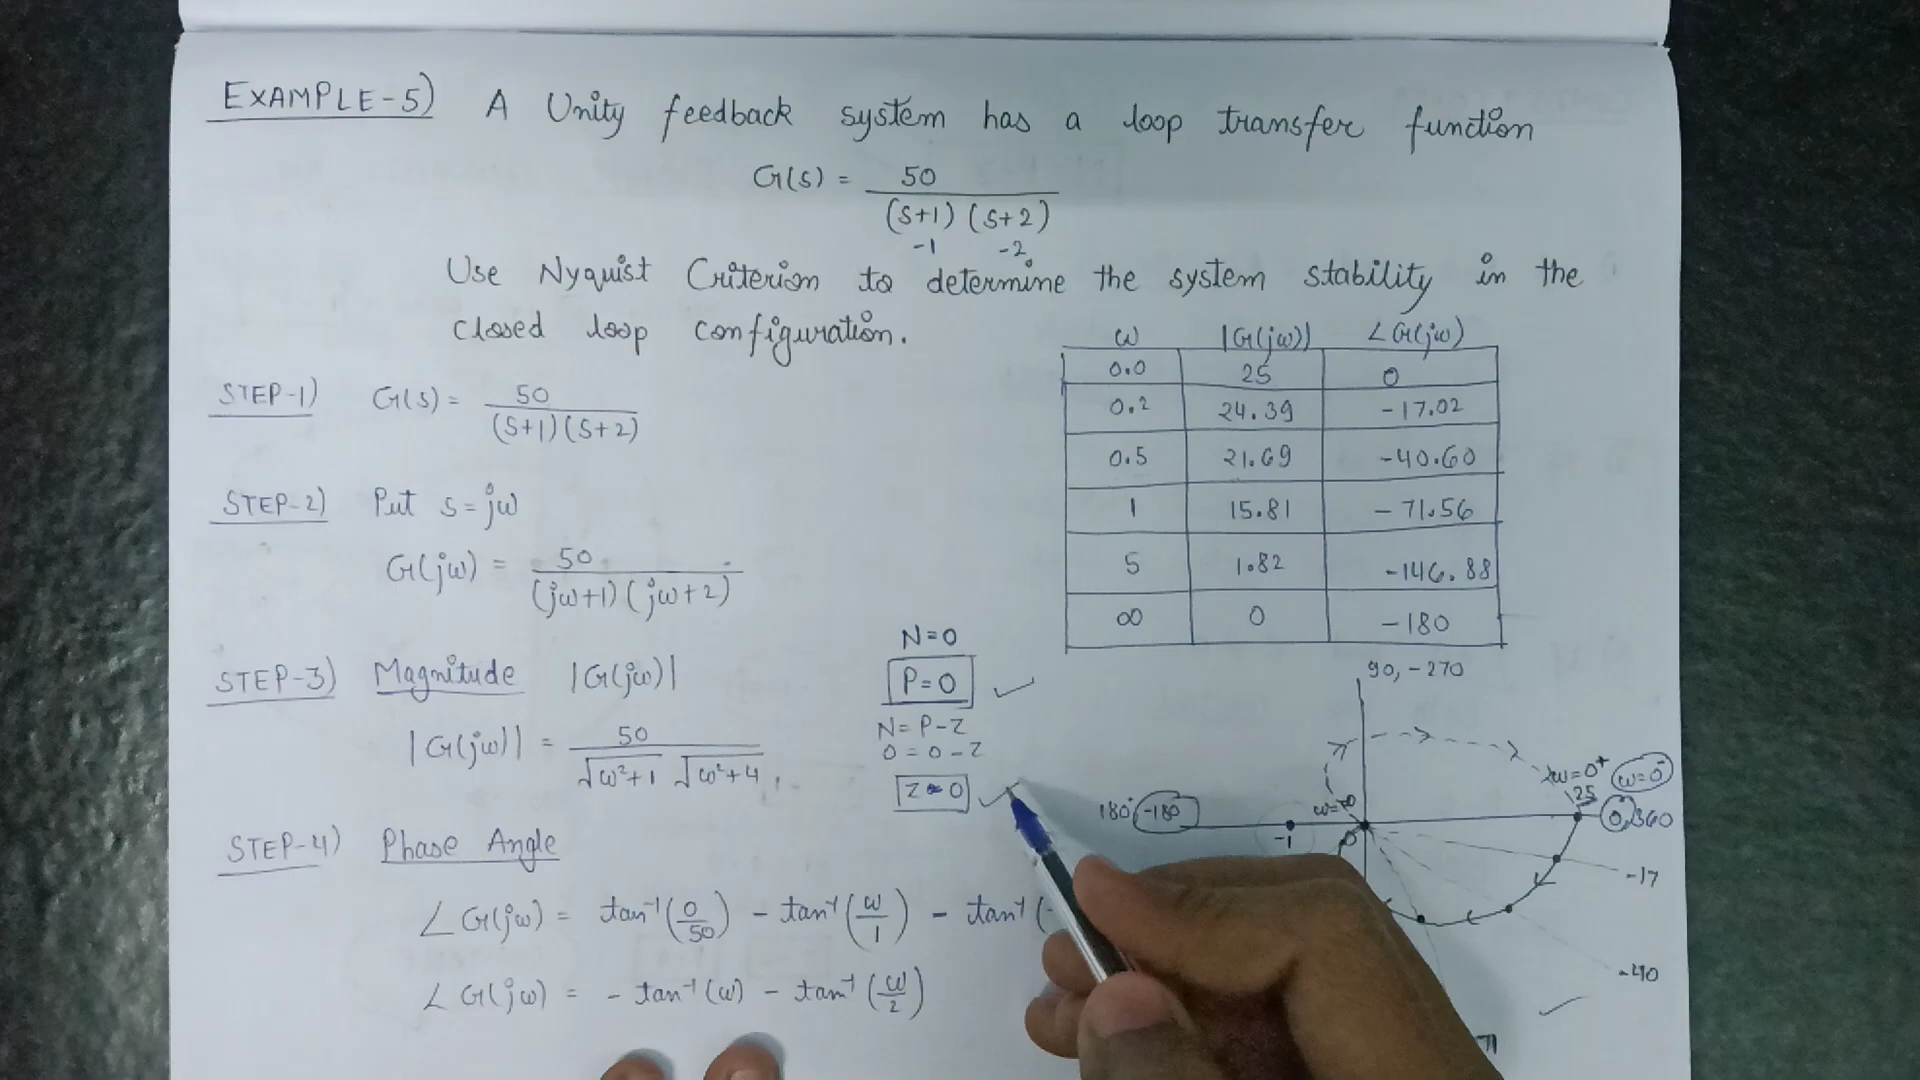 EXAMPLE-5) A Unity feedback system has a loop transfer function
G(s) = 50
(s+1) (s+2)
-1 -2
Use Nyquist Criterion to determine the system stability in the
closed loop configuration.
STEP-1) G(s) = 50
(s+1)(s+2)
STEP-2) Put s=jω
G(jω) = 50
(jω+1)(jω+2)
STEP-3) Magnitude |G(jω)|
|G(jω)| = 50
√ω²+1 √ω²+4
STEP-4) Phase Angle
∠G(jω) = tan⁻¹(0/50) - tan⁻¹(ω/1) - tan⁻¹(
∠G(jω) = -tan⁻¹(ω) - tan⁻¹(ω/2)
N=0
P=0
N=P-Z
0=0-Z
Z=0
ω |G(jω)| ∠G(jω)
0.0 25 0
0.2 24.39 -17.02
0.5 21.69 -40.60
1 15.81 -71.56
5 1.82 -146.88
∞ 0 -180
90, -270
ω=0⁺ ω=0⁻
25
180° -180 0,360
-1 0
-17
-40
71